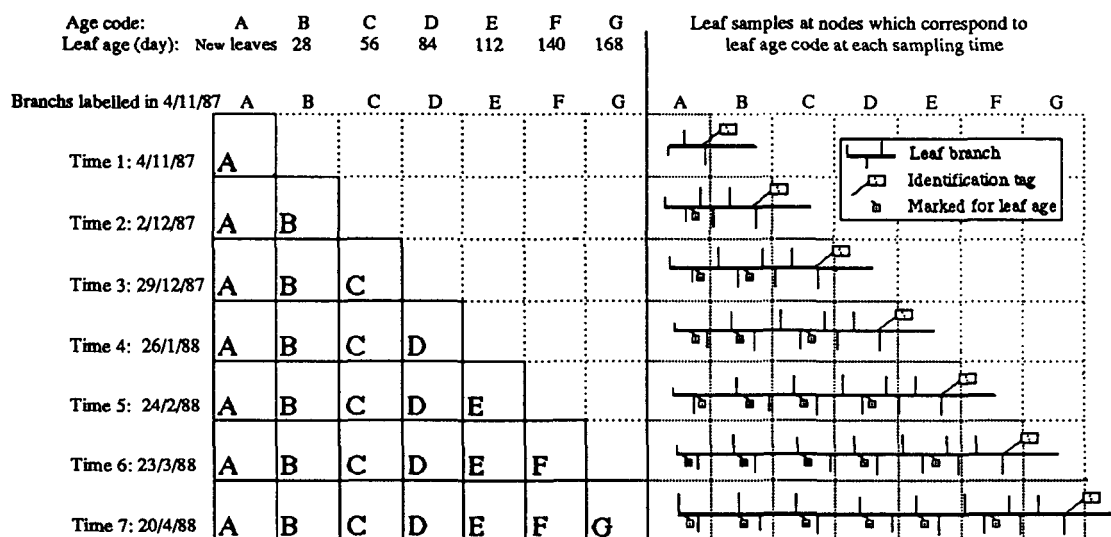 Age code: A B C D E F G
Leaf age (day): New leaves 28 56 84 112 140 168
Leaf samples at nodes which correspond to
leaf age code at each sampling time
Branchs labelled in 4/11/87 A B C D E F G A B C D E F G
Time 1: 4/11/87 A
Leaf branch
Identification tag
Marked for leaf age
Time 2: 2/12/87 A B
Time 3: 29/12/87 A B C
Time 4: 26/1/88 A B C D
Time 5: 24/2/88 A B C D E
Time 6: 23/3/88 A B C D E F
Time 7: 20/4/88 A B C D E F G